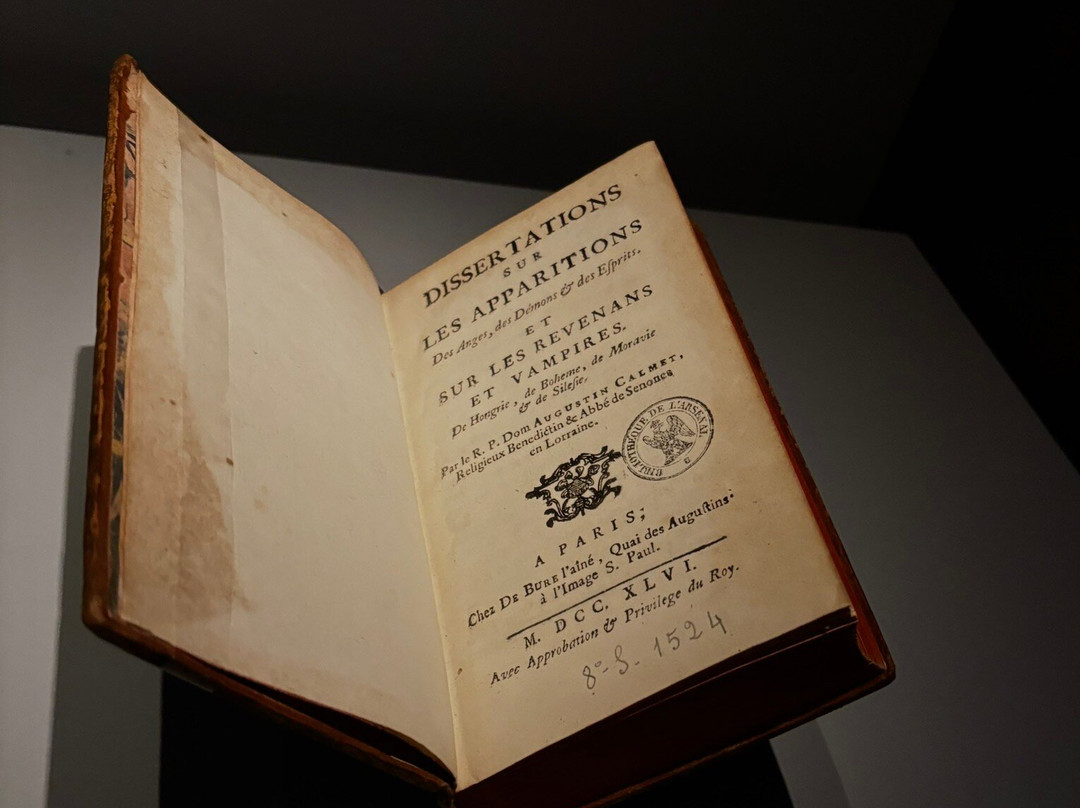 DISSERTATIONS
SUR
LES APPARITIONS
Des Anges, des Démons & des Eſprits.
ET
SUR LES REVENANS
ET VAMPIRES.
De Hongrie, de Boheme, de Moravie
& de Sileſie,
Par le R. P. Dom AUGUSTIN CALMET,
Religieux Benedictin & Abbé de Senones
en Lorraine.
BIBLIOTHEQUE DE L'ARSENAL
A PARIS;
Chez DE BURE l'aîné, Quai des Auguſtins
à l'Image S. Paul.
M. DCC. XLVI.
Avec Approbation & Privilege du Roy.
8°-S. 1524